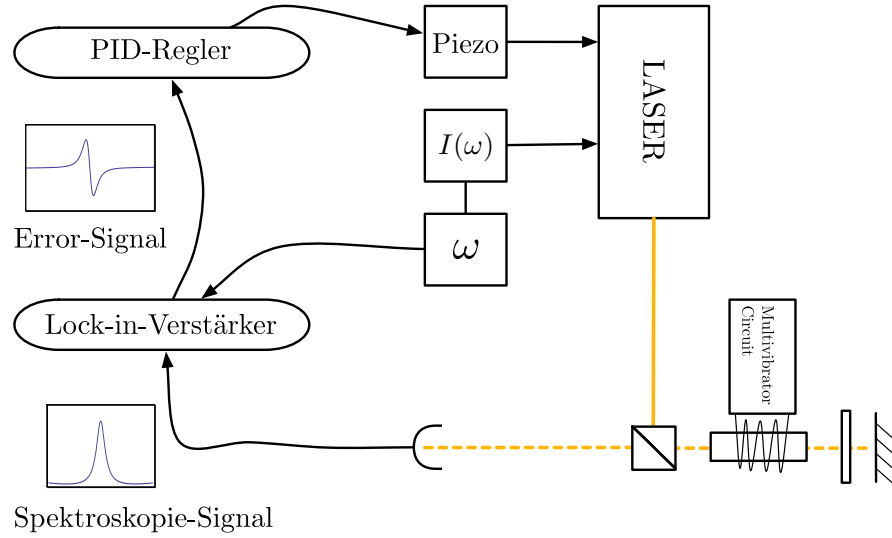 PID-Regler
Piezo
LASER
I(ω)
Error-Signal
ω
Lock-in-Verstärker
Multivibrator
Circuit
Spektroskopie-Signal